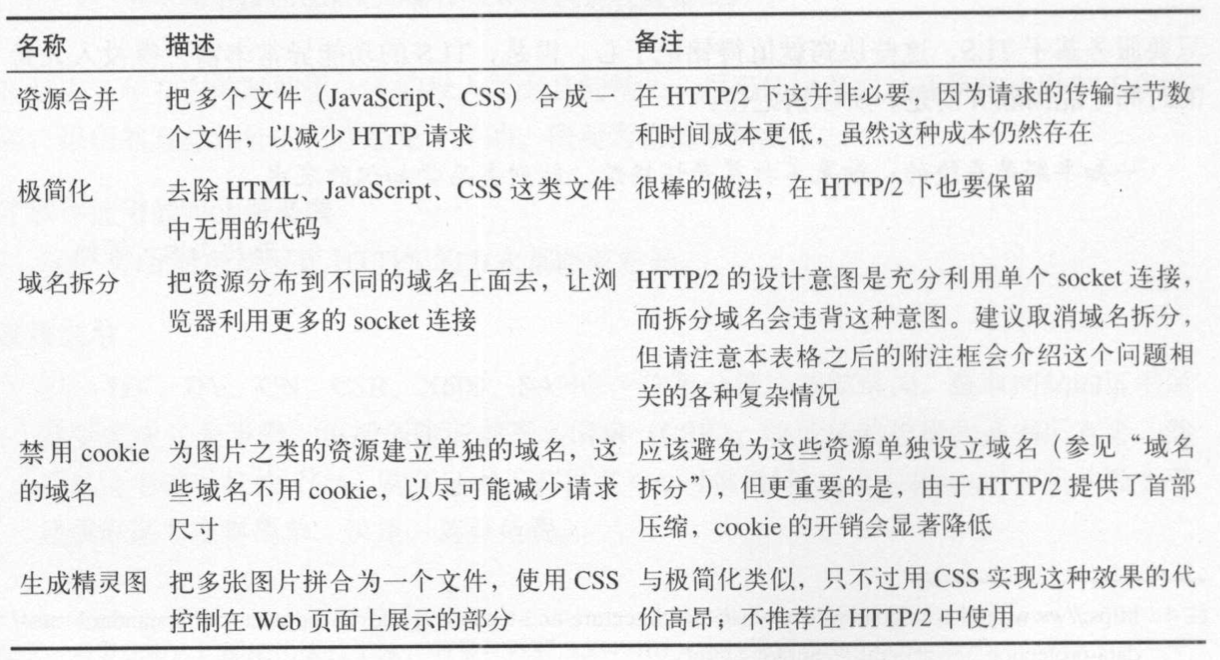 名称 描述 备注
资源合并 把多个文件（JavaScript、CSS）合成一 在 HTTP/2 下这并非必要，因为请求的传输字节数
个文件，以减少 HTTP 请求 和时间成本更低，虽然这种成本仍然存在
极简化 去除 HTML、JavaScript、CSS 这类文件 很棒的做法，在 HTTP/2 下也要保留
中无用的代码
域名拆分 把资源分布到不同的域名上面去，让浏 HTTP/2 的设计意图是充分利用单个 socket 连接，
览器利用更多的 socket 连接 而拆分域名会违背这种意图。建议取消域名拆分，
但请注意本表格之后的附注框会介绍这个问题相
关的各种复杂情况
禁用 cookie 为图片之类的资源建立单独的域名，这 应该避免为这些资源单独设立域名（参见“域名
的域名 些域名不用 cookie，以尽可能减少请求 拆分”），但更重要的是，由于 HTTP/2 提供了首部
尺寸 压缩，cookie 的开销会显著降低
生成精灵图 把多张图片拼合为一个文件，使用 CSS 与极简化类似，只不过用 CSS 实现这种效果的代
控制在 Web 页面上展示的部分 价高昂；不推荐在 HTTP/2 中使用